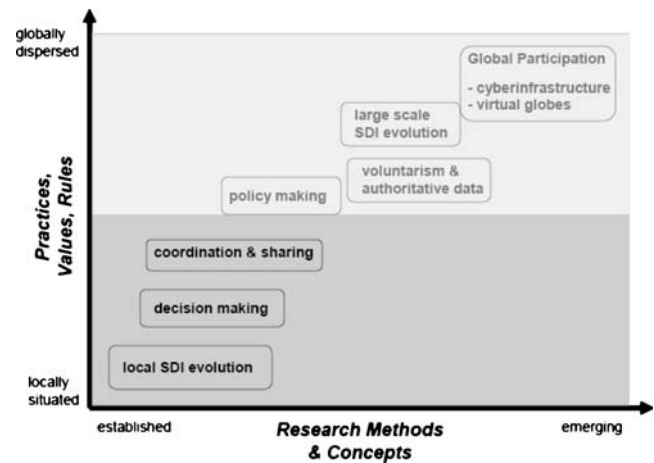 globally
dispersed
Global Participation
- cyberinfrastructure
- virtual globes
large scale
SDI evolution
voluntarism &
authoritative data
policy making
Practices,
Values, Rules
coordination & sharing
decision making
local SDI evolution
locally
situated
established
Research Methods
& Concepts
emerging